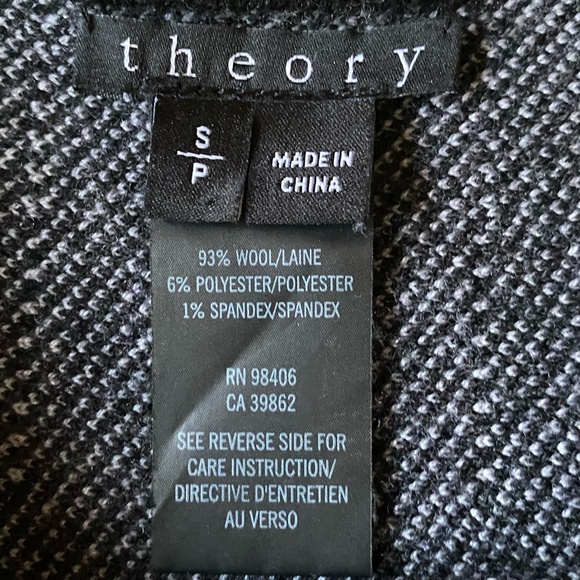 theory
S
P
MADE IN
CHINA
93% WOOL/LAINE
6% POLYESTER/POLYESTER
1% SPANDEX/SPANDEX
RN 98406
CA 39862
SEE REVERSE SIDE FOR
CARE INSTRUCTION/
DIRECTIVE D'ENTRETIEN
AU VERSO